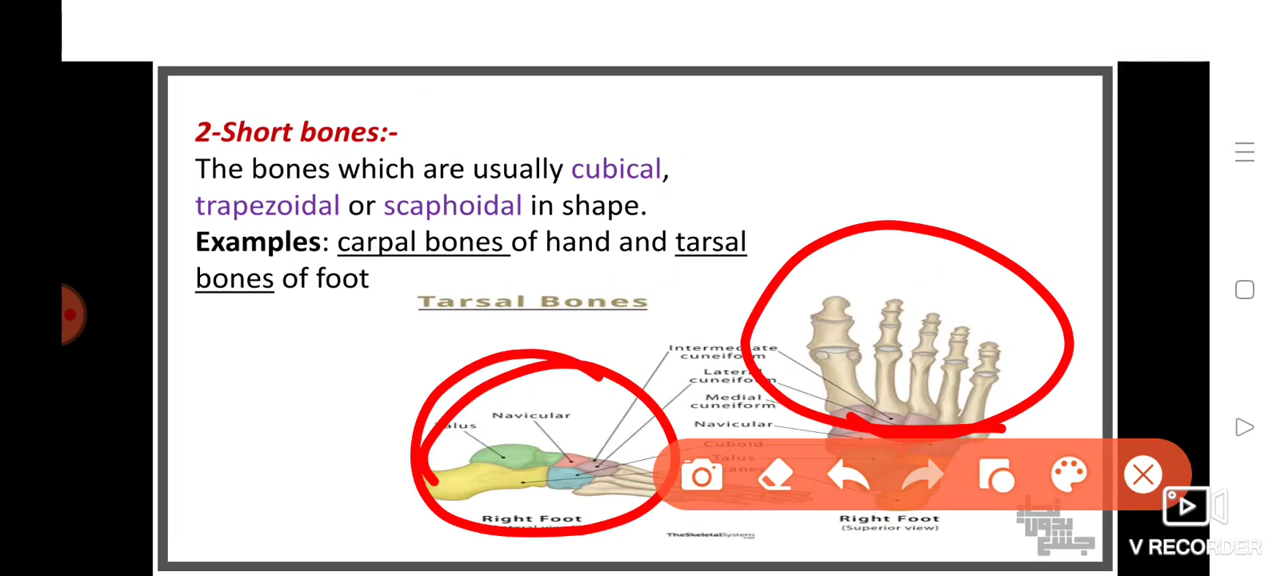 2-Short bones:-
The bones which are usually cubical,
trapezoidal or scaphoidal in shape.
Examples: carpal bones of hand and tarsal
bones of foot
Tarsal Bones
Intermediate
cuneiform
Lateral
cuneiform
Medial
cuneiform
Navicular
Cuboid
Talus
Navicular
Right Foot
Right Foot
(Superior view)
TheSkeletalSystem
V RECORDER